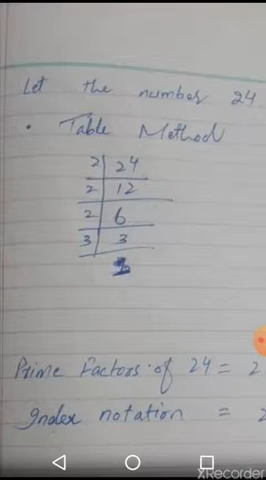 Let the number 24
• Table Method
2 | 24
2 | 12
2 | 6
3 | 3
Prime Factors of 24 = 2
Index notation = 2
XRecorder